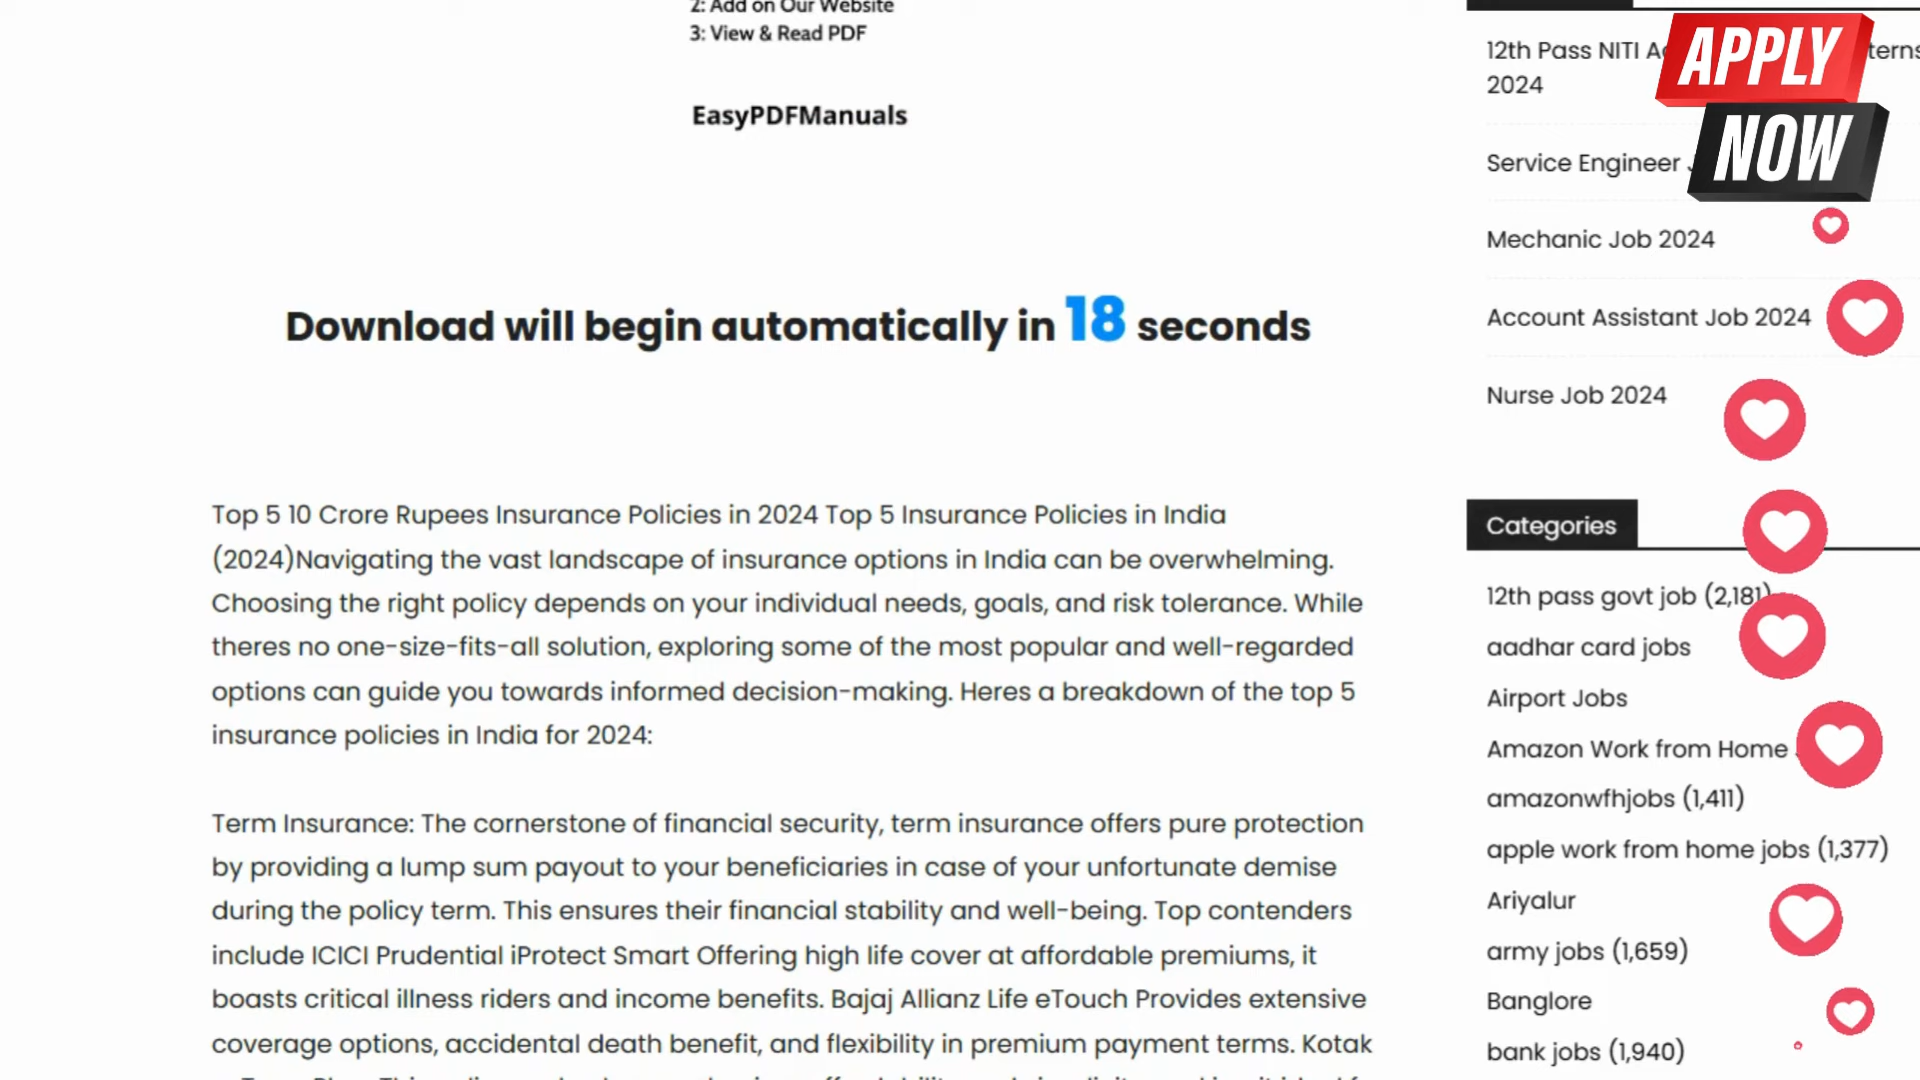 2: Add on Our Website
3: View & Read PDF
EasyPDFManuals
Download will begin automatically in 18 seconds
Top 5 10 Crore Rupees Insurance Policies in 2024 Top 5 Insurance Policies in India
(2024)Navigating the vast landscape of insurance options in India can be overwhelming.
Choosing the right policy depends on your individual needs, goals, and risk tolerance. While
theres no one-size-fits-all solution, exploring some of the most popular and well-regarded
options can guide you towards informed decision-making. Heres a breakdown of the top 5
insurance policies in India for 2024:
Term Insurance: The cornerstone of financial security, term insurance offers pure protection
by providing a lump sum payout to your beneficiaries in case of your unfortunate demise
during the policy term. This ensures their financial stability and well-being. Top contenders
include ICICI Prudential iProtect Smart Offering high life cover at affordable premiums, it
boasts critical illness riders and income benefits. Bajaj Allianz Life eTouch Provides extensive
coverage options, accidental death benefit, and flexibility in premium payment terms. Kotak
12th Pass NITI
2024
Service Engineer
Mechanic Job 2024
Account Assistant Job 2024
Nurse Job 2024
APPLY
NOW
Categories
12th pass govt job (2,181)
aadhar card jobs
Airport Jobs
Amazon Work from Home
amazonwfhjobs (1,411)
apple work from home jobs (1,377)
Ariyalur
army jobs (1,659)
Banglore
bank jobs (1,940)